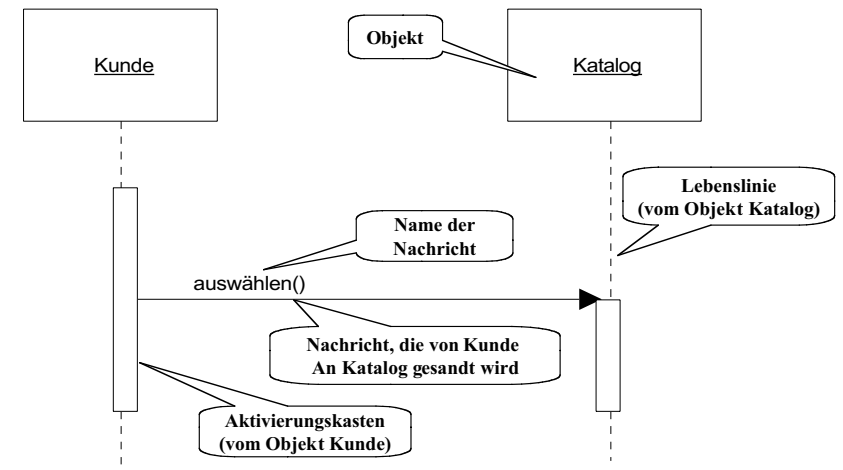 Objekt
Kunde
Katalog
Lebenslinie
(vom Objekt Katalog)
Name der
Nachricht
auswählen()
Nachricht, die von Kunde
An Katalog gesandt wird
Aktivierungskasten
(vom Objekt Kunde)